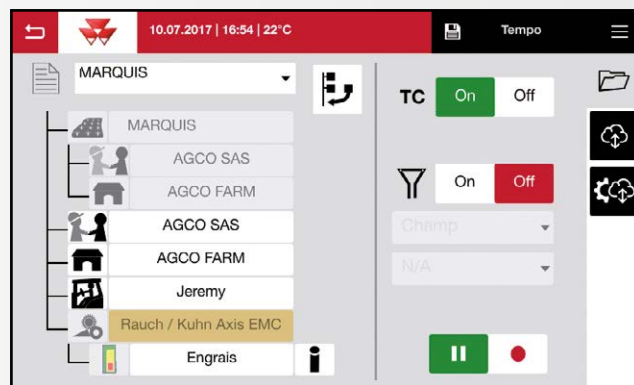 10.07.2017 | 16:54 | 22°C
Tempo
MARQUIS
MARQUIS
AGCO SAS
AGCO FARM
AGCO SAS
AGCO FARM
Jeremy
Rauch / Kuhn Axis EMC
Engrais
i
TC
On
Off
On
Off
Champ
N/A